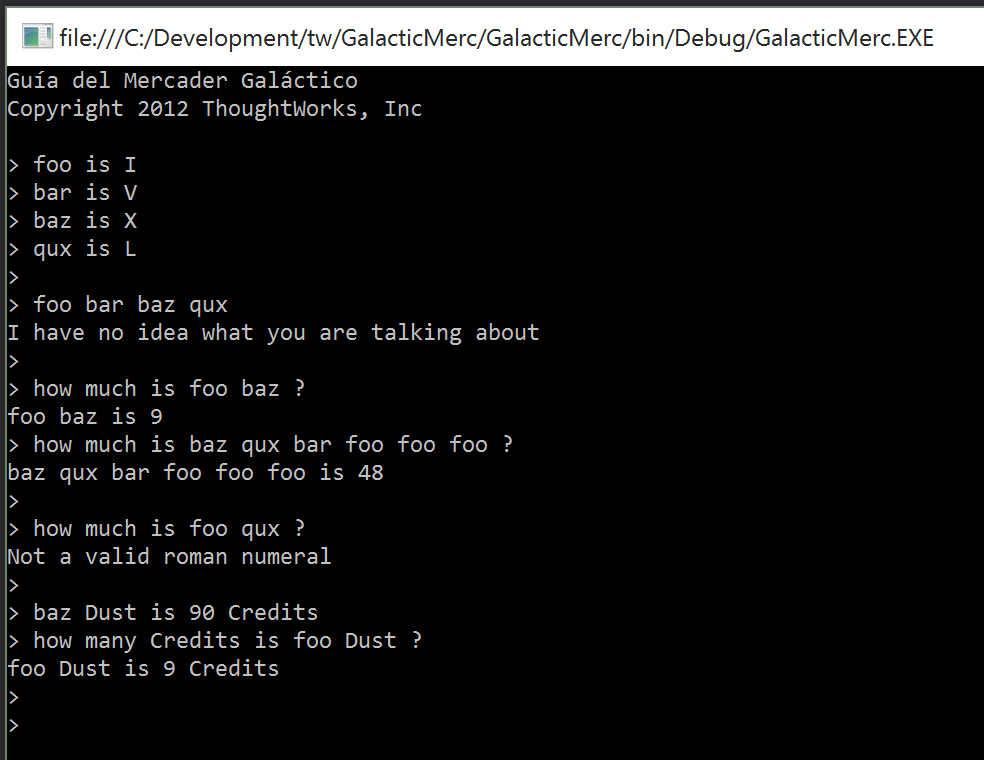 file:///C:/Development/tw/GalacticMerc/GalacticMerc/bin/Debug/GalacticMerc.EXE
Guía del Mercader Galáctico
Copyright 2012 ThoughtWorks, Inc
> foo is I
> bar is V
> baz is X
> qux is L
>
> foo bar baz qux
I have no idea what you are talking about
>
> how much is foo baz ?
foo baz is 9
> how much is baz qux bar foo foo foo ?
baz qux bar foo foo foo is 48
>
> how much is foo qux ?
Not a valid roman numeral
>
> baz Dust is 90 Credits
> how many Credits is foo Dust ?
foo Dust is 9 Credits
>
>